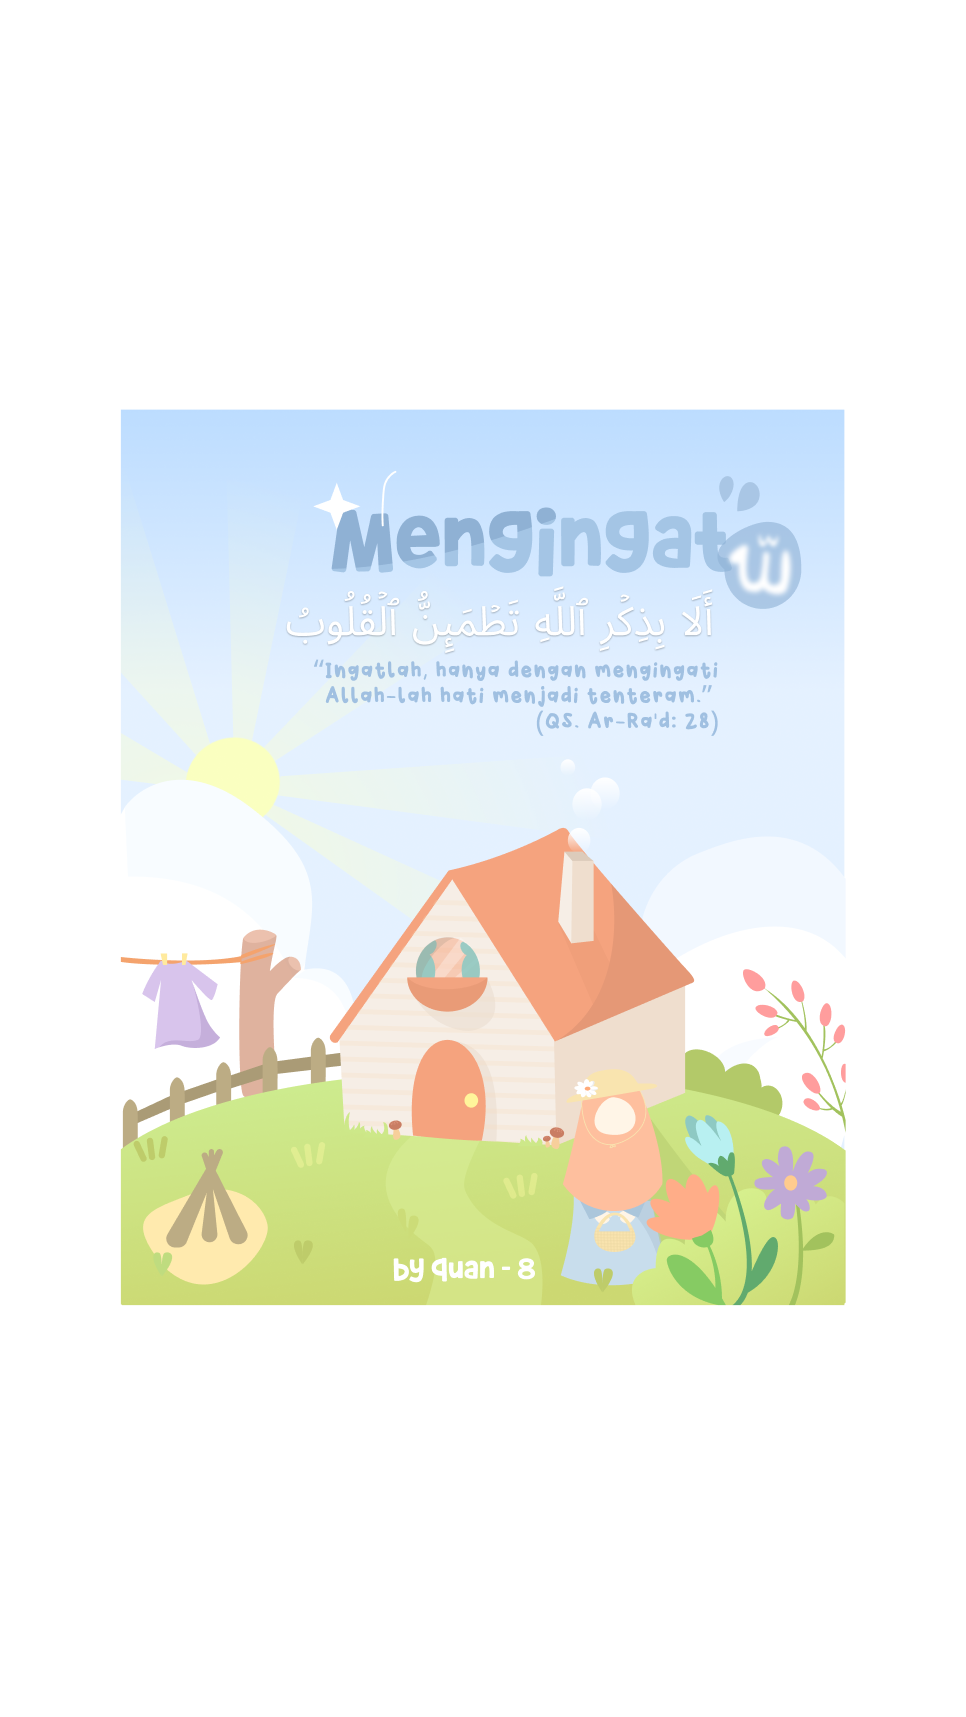 Mengingat
أَلَا بِذِكْرِ ٱللَّهِ تَطْمَئِنُّ ٱلْقُلُوبُ
“Ingatlah, hanya dengan mengingati
Allah-lah hati menjadi tenteram.”
(QS. Ar-Ra'd: 28)
by quan - 8